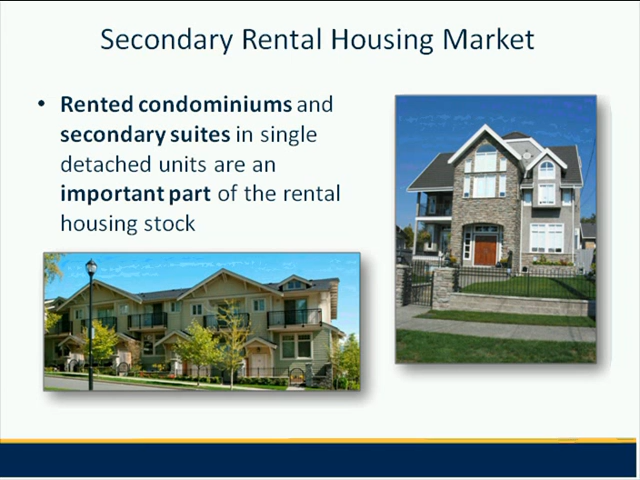 Secondary Rental Housing Market
• Rented condominiums and
secondary suites in single
detached units are an
important part of the rental
housing stock